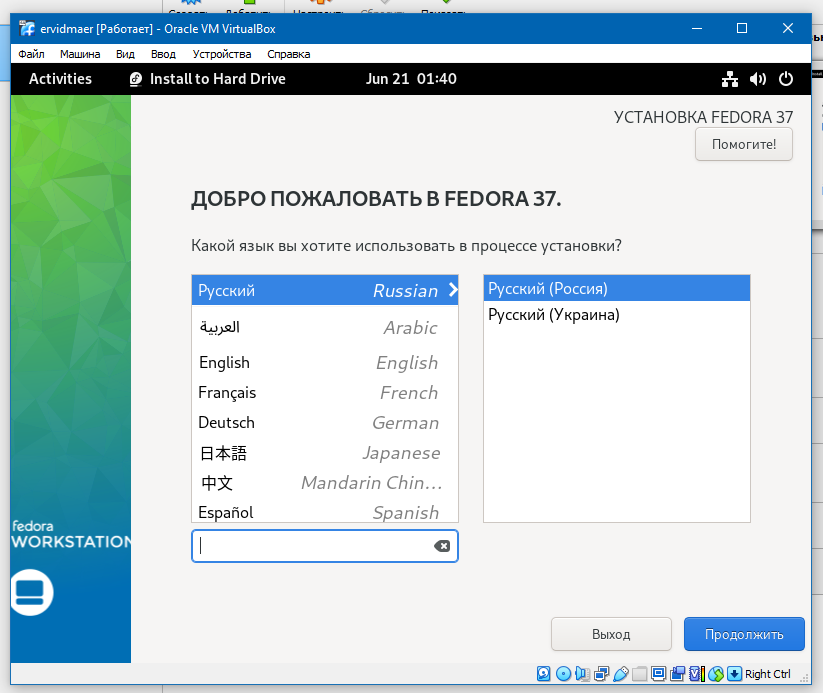 ervidmaer [Работает] - Oracle VM VirtualBox
Файл Машина Вид Ввод Устройства Справка
Activities Install to Hard Drive Jun 21 01:40
УСТАНОВКА FEDORA 37
Помогите!
ДОБРО ПОЖАЛОВАТЬ В FEDORA 37.
Какой язык вы хотите использовать в процессе установки?
Русский Russian
العربية Arabic
English English
Français French
Deutsch German
日本語 Japanese
中文 Mandarin Chin...
Español Spanish
Русский (Россия)
Русский (Украина)
fedora
WORKSTATION
Выход Продолжить
Right Ctrl